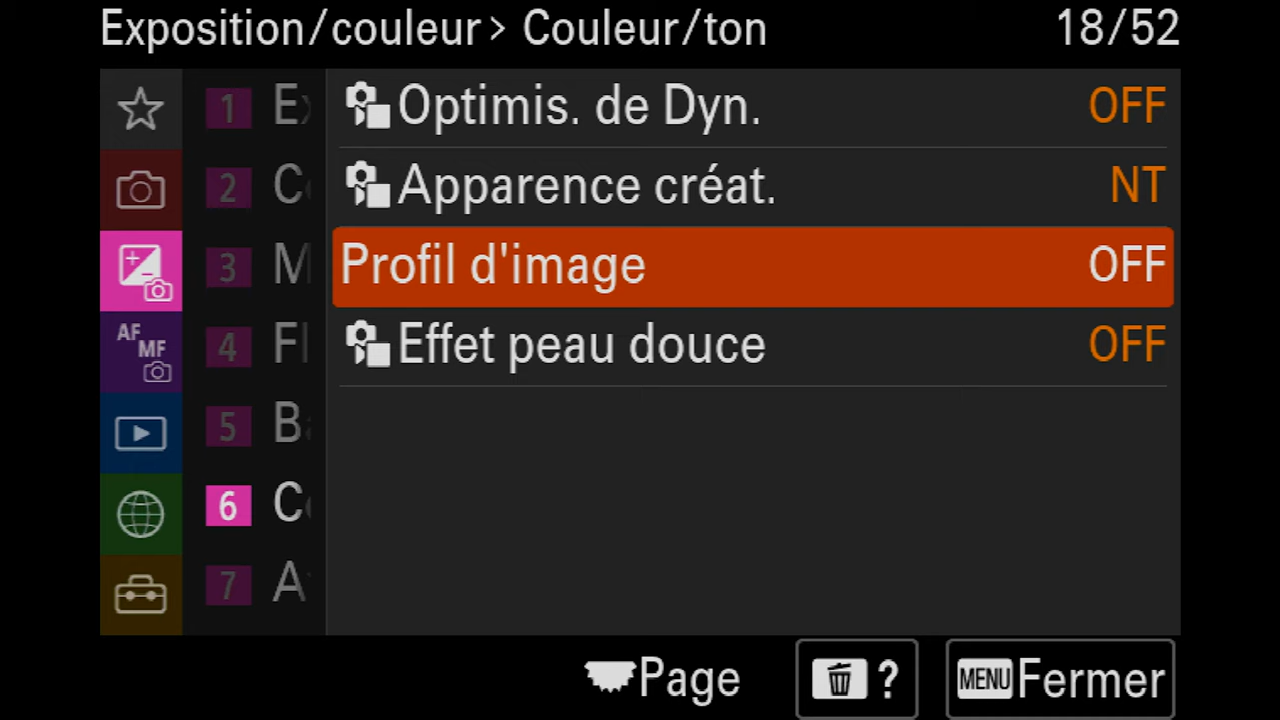 Exposition/couleur> Couleur/ton 18/52
1
Optimis. de Dyn. OFF
2
Apparence créat. NT
3 M
Profil d'image OFF
AF MF
4 Fl
Effet peau douce OFF
5
6
7
Page
?
MENU Fermer